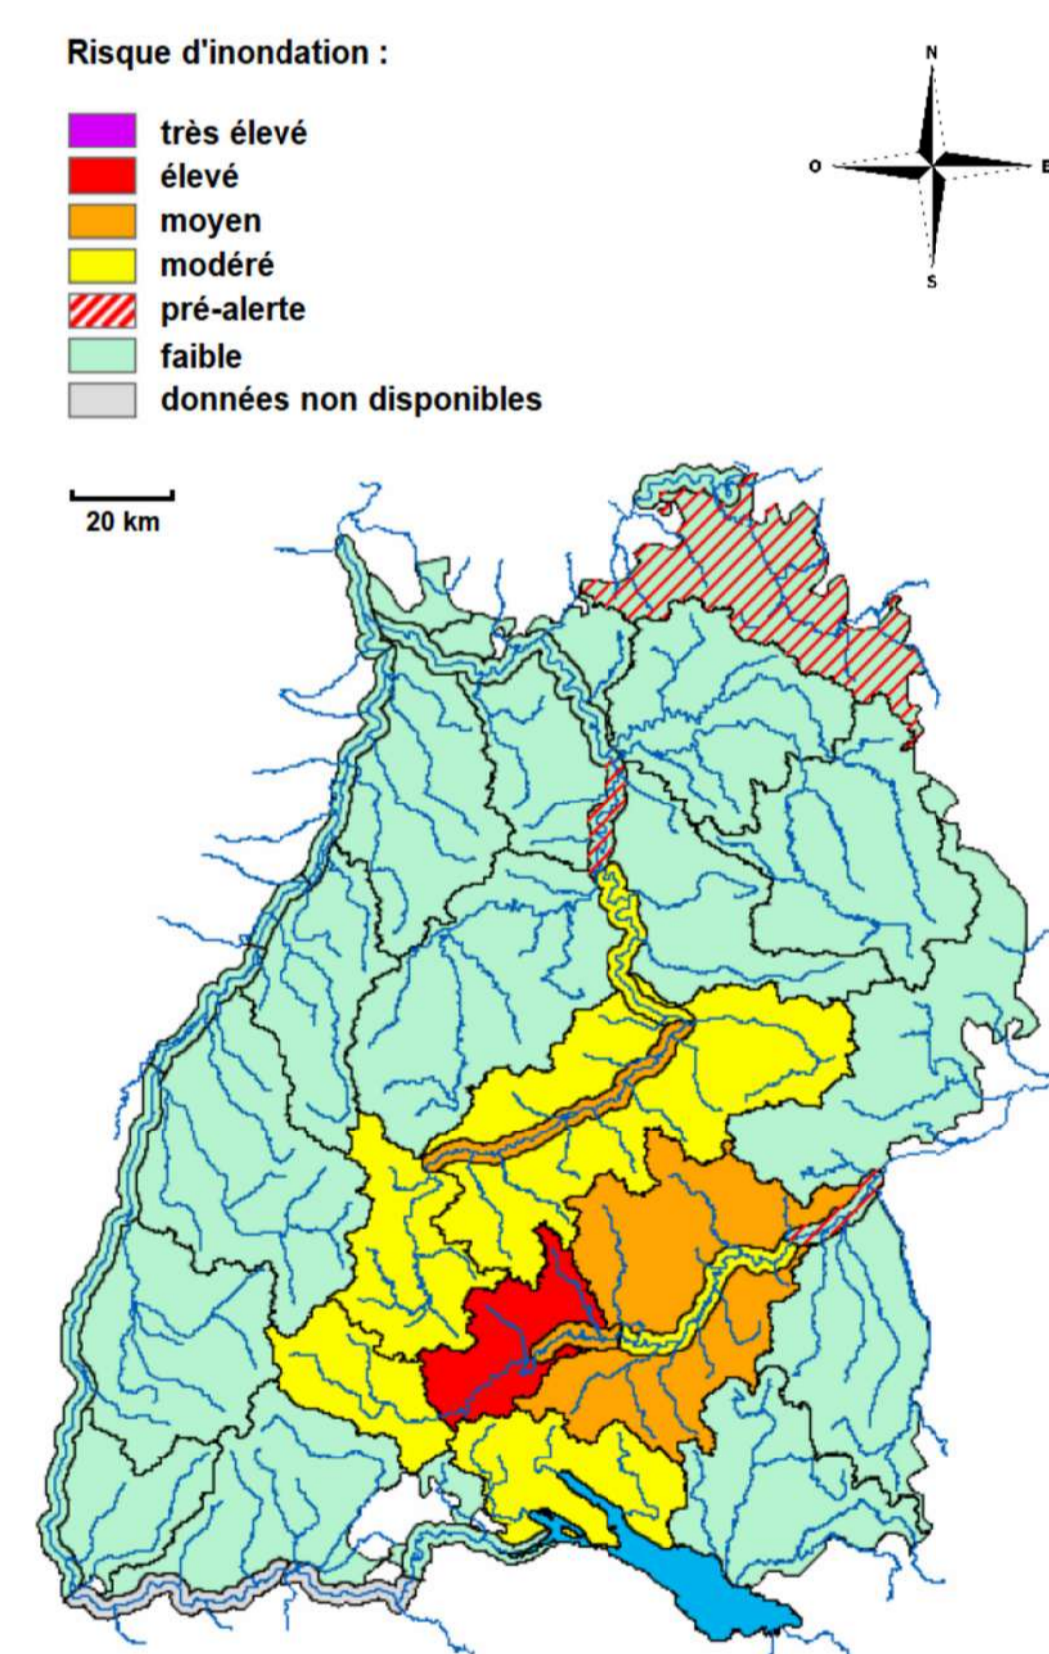 Risque d'inondation :
N
très élevé
élevé
O
E
moyen
modéré
S
pré-alerte
faible
données non disponibles
20 km